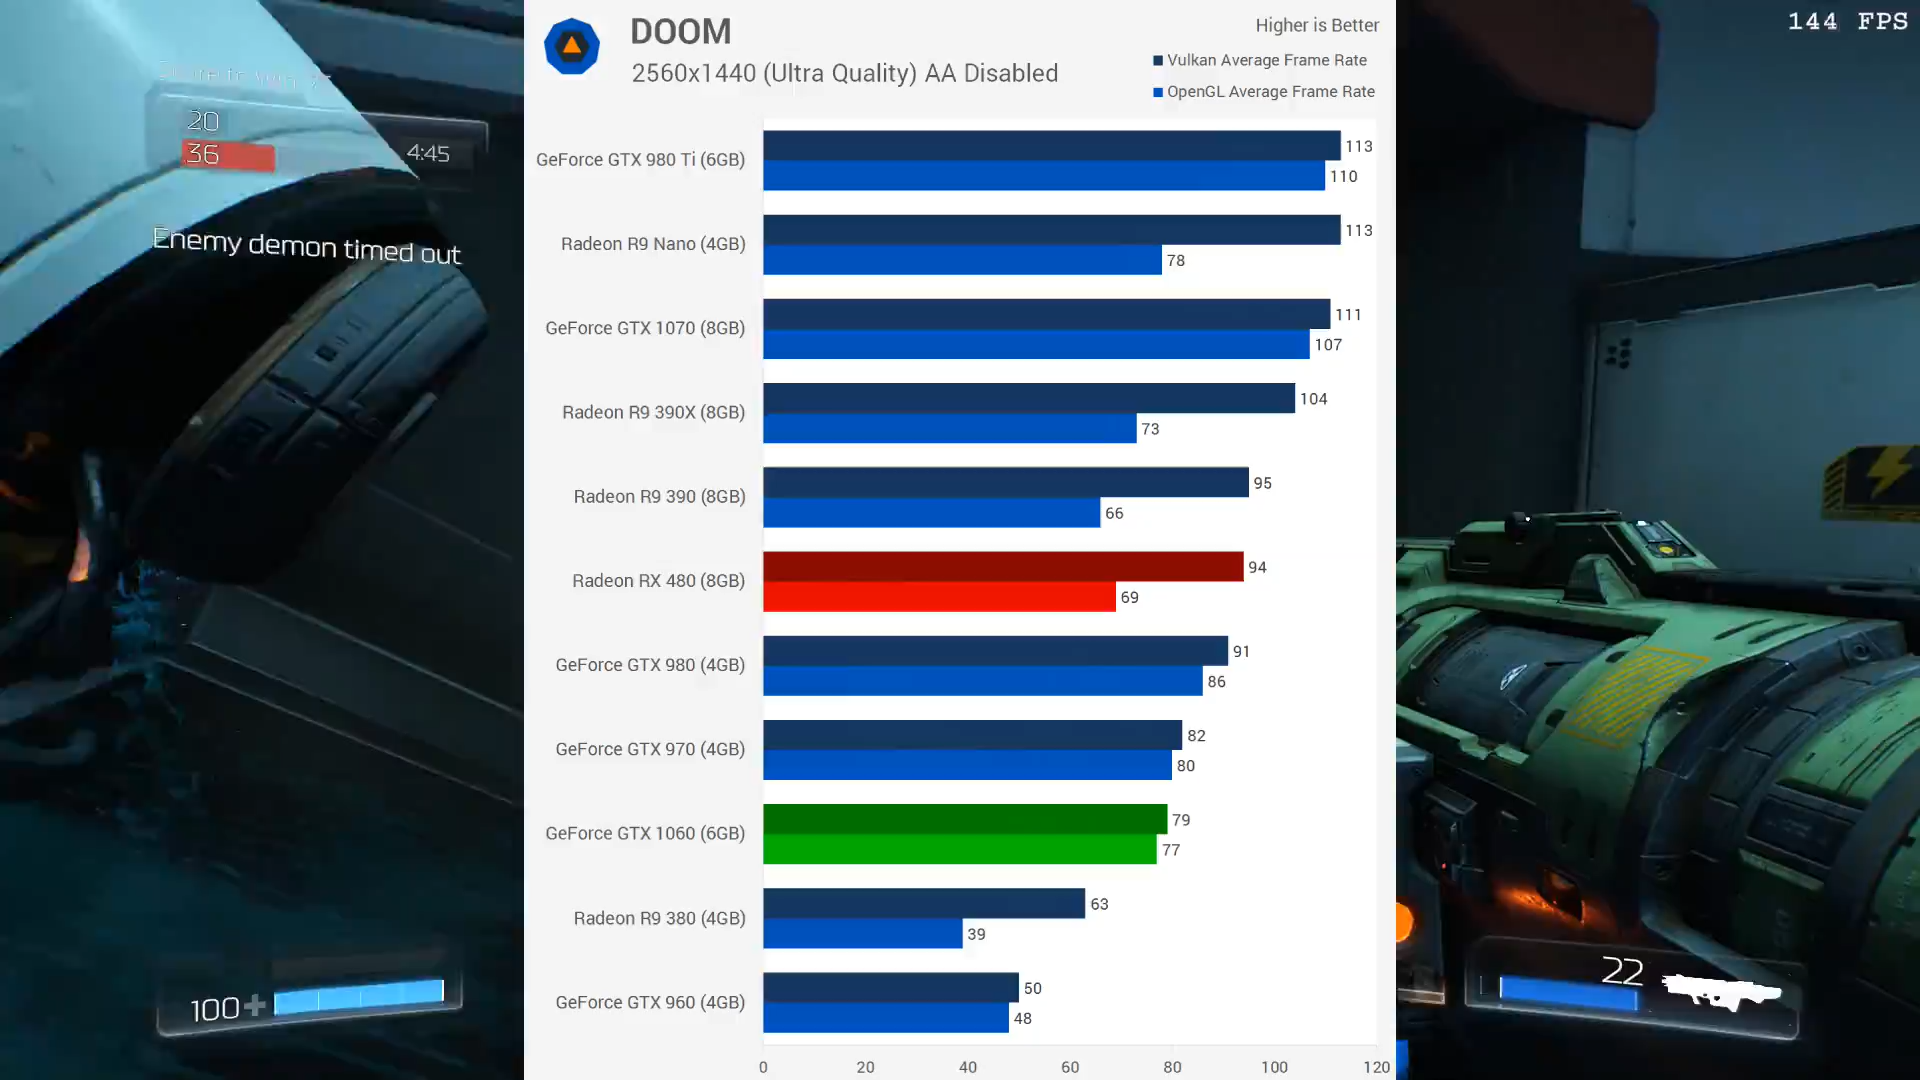 144 FPS
20
36
4:45
Enemy demon timed out
100
22
DOOM
2560x1440 (Ultra Quality) AA Disabled
Higher is Better
Vulkan Average Frame Rate
OpenGL Average Frame Rate
GeForce GTX 980 Ti (6GB)
113
110
Radeon R9 Nano (4GB)
113
78
GeForce GTX 1070 (8GB)
111
107
Radeon R9 390X (8GB)
104
73
Radeon R9 390 (8GB)
95
66
Radeon RX 480 (8GB)
94
69
GeForce GTX 980 (4GB)
91
86
GeForce GTX 970 (4GB)
82
80
GeForce GTX 1060 (6GB)
79
77
Radeon R9 380 (4GB)
63
39
GeForce GTX 960 (4GB)
50
48
0 20 40 60 80 100 120